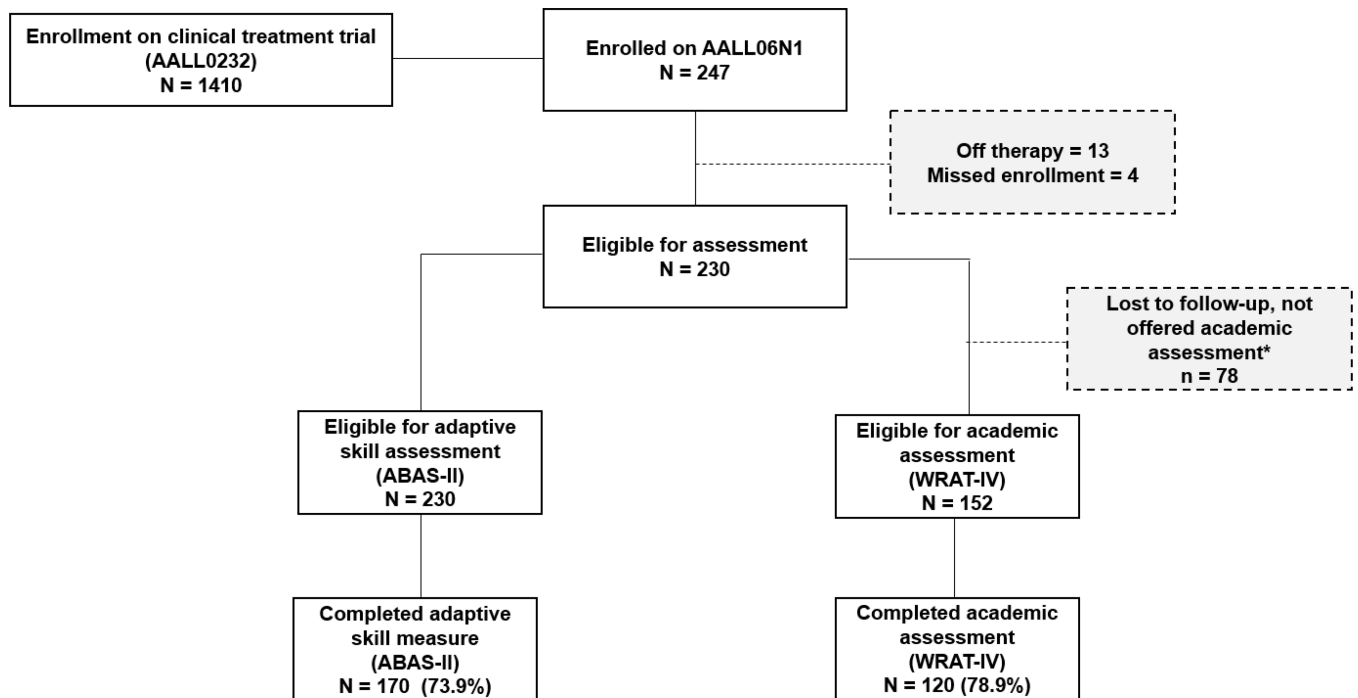 Enrollment on clinical treatment trial
(AALL0232)
N = 1410
Enrolled on AALL06N1
N = 247
Off therapy = 13
Missed enrollment = 4
Eligible for assessment
N = 230
Lost to follow-up, not
offered academic
assessment*
n = 78
Eligible for adaptive
skill assessment
(ABAS-II)
N = 230
Eligible for academic
assessment
(WRAT-IV)
N = 152
Completed adaptive
skill measure
(ABAS-II)
N = 170 (73.9%)
Completed academic
assessment
(WRAT-IV)
N = 120 (78.9%)